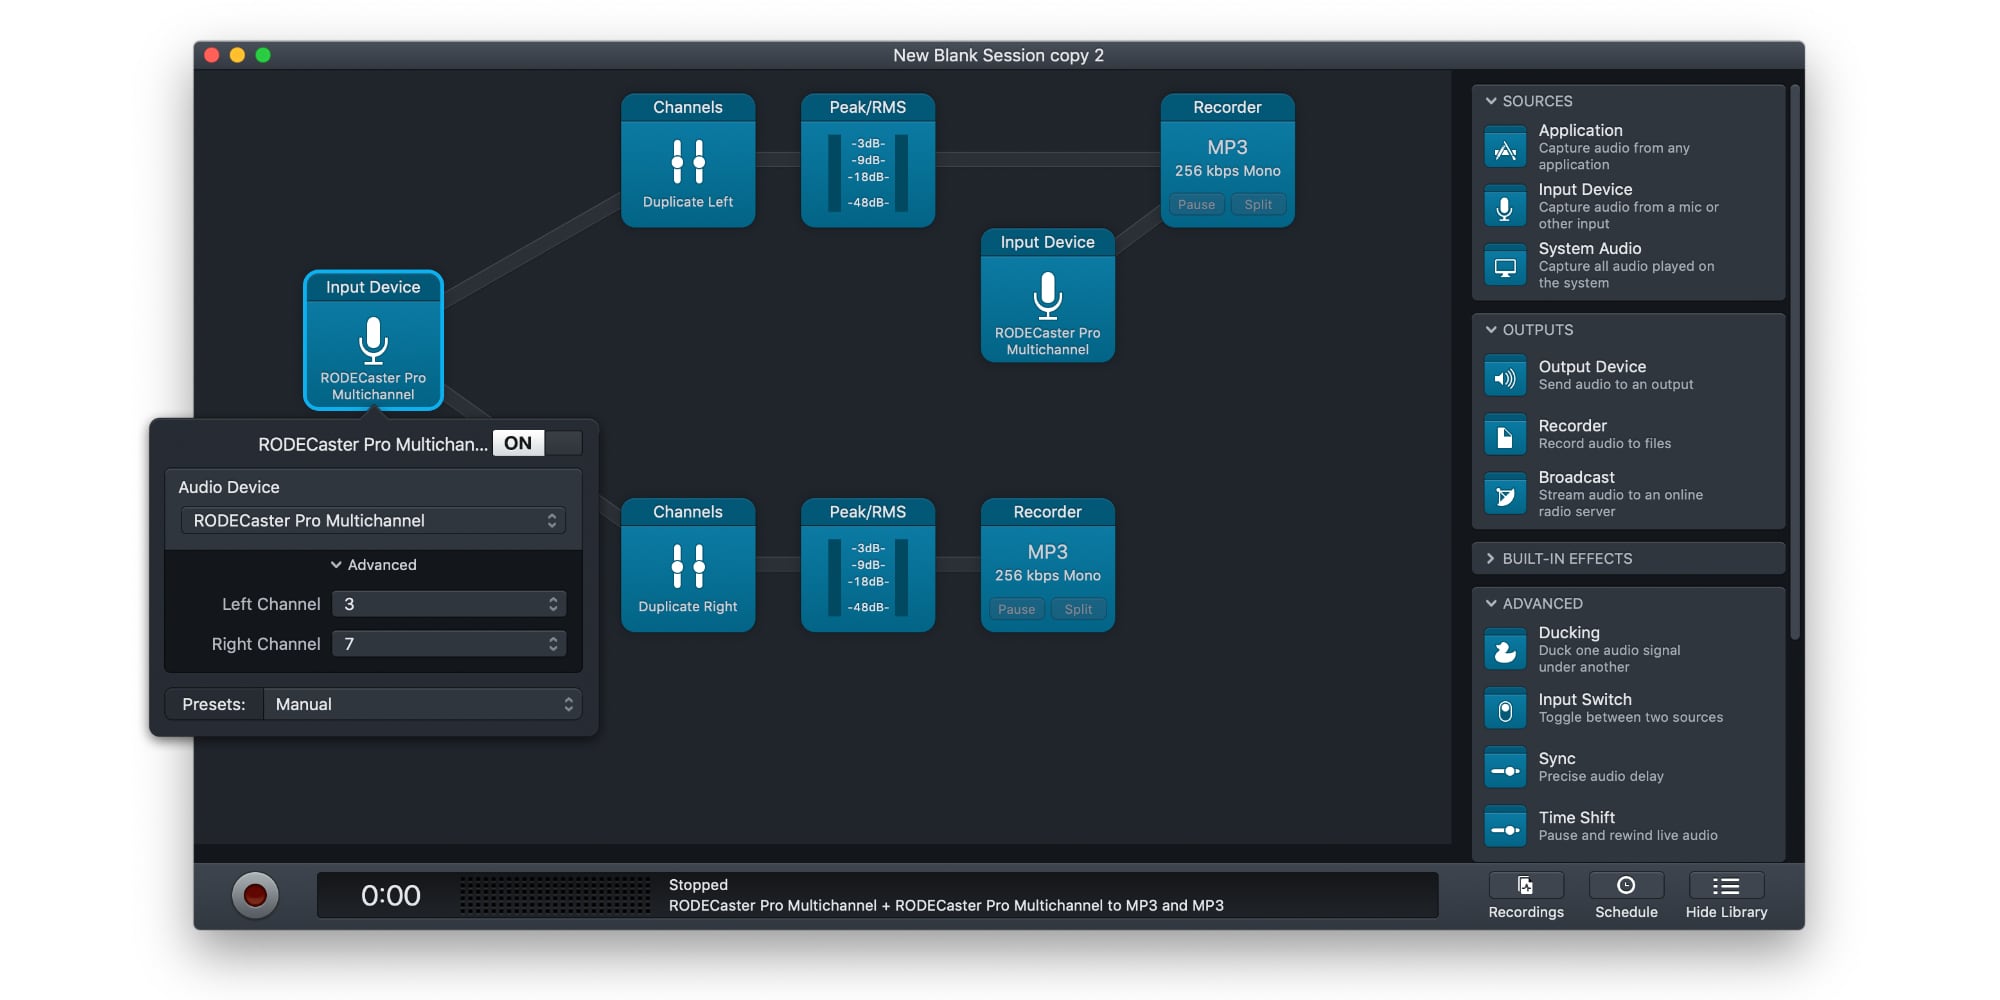 New Blank Session copy 2
Channels
Duplicate Left
Peak/RMS
-3dB-
-9dB-
-18dB-
-48dB-
Recorder
MP3
256 kbps Mono
Pause Split
Input Device
RODECaster Pro
Multichannel
Input Device
RODECaster Pro
Multichannel
RODECaster Pro Multichan... ON
Audio Device
RODECaster Pro Multichannel
Advanced
Left Channel 3
Right Channel 7
Presets: Manual
Channels
Duplicate Right
Peak/RMS
-3dB-
-9dB-
-18dB-
-48dB-
Recorder
MP3
256 kbps Mono
Pause Split
SOURCES
Application
Capture audio from any
application
Input Device
Capture audio from a mic or
other input
System Audio
Capture all audio played on
the system
OUTPUTS
Output Device
Send audio to an output
Recorder
Record audio to files
Broadcast
Stream audio to an online
radio server
BUILT-IN EFFECTS
ADVANCED
Ducking
Duck one audio signal
under another
Input Switch
Toggle between two sources
Sync
Precise audio delay
Time Shift
Pause and rewind live audio
0:00
Stopped
RODECaster Pro Multichannel + RODECaster Pro Multichannel to MP3 and MP3
Recordings
Schedule
Hide Library